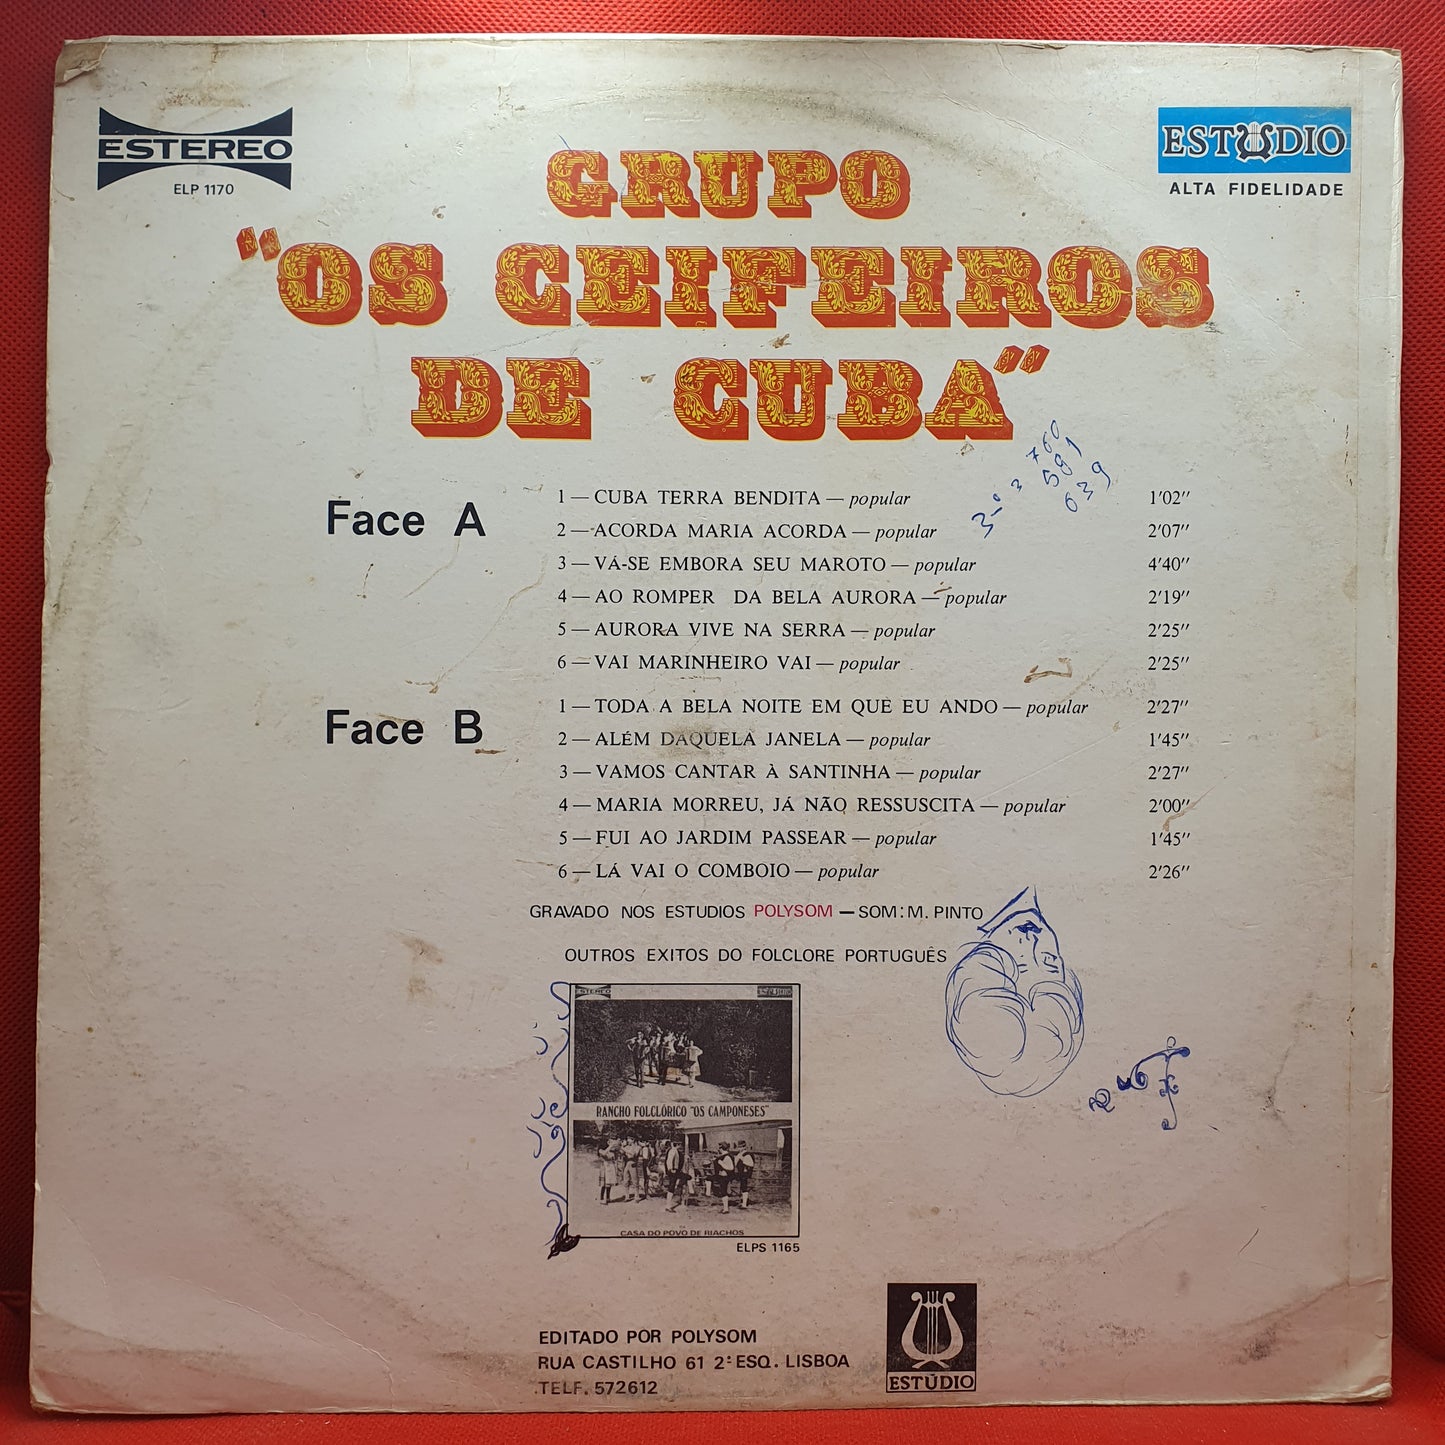 ESTEREO
ELP 1170
ESTUDIO
ALTA FIDELIDADE
GRUPO
"OS CEIFEIROS
DE CUBA"
3-º 3 760
591
639
Face A
1 — CUBA TERRA BENDITA — popular 1'02''
2 — ACORDA MARIA ACORDA — popular 2'07''
3 — VÁ-SE EMBORA SEU MAROTO — popular 4'40''
4 — AO ROMPER DA BELA AURORA — popular 2'19''
5 — AURORA VIVE NA SERRA — popular 2'25''
6 — VAI MARINHEIRO VAI — popular 2'25''
Face B
1 — TODA A BELA NOITE EM QUE EU ANDO — popular 2'27''
2 — ALÉM DAQUELA JANELA — popular 1'45''
3 — VAMOS CANTAR À SANTINHA — popular 2'27''
4 — MARIA MORREU, JÁ NÃO RESSUSCITA — popular 2'00''
5 — FUI AO JARDIM PASSEAR — popular 1'45''
6 — LÁ VAI O COMBOIO — popular 2'26''
GRAVADO NOS ESTUDIOS POLYSOM — SOM: M. PINTO
OUTROS EXITOS DO FOLCLORE PORTUGUÊS
ESTEREO
RANCHO FOLCLÓRICO "OS CAMPONESES"
CASA DO POVO DE RIACHOS
ELPS 1165
EDITADO POR POLYSOM
RUA CASTILHO 61 2º ESQ. LISBOA
TELF. 572612
ESTÚDIO